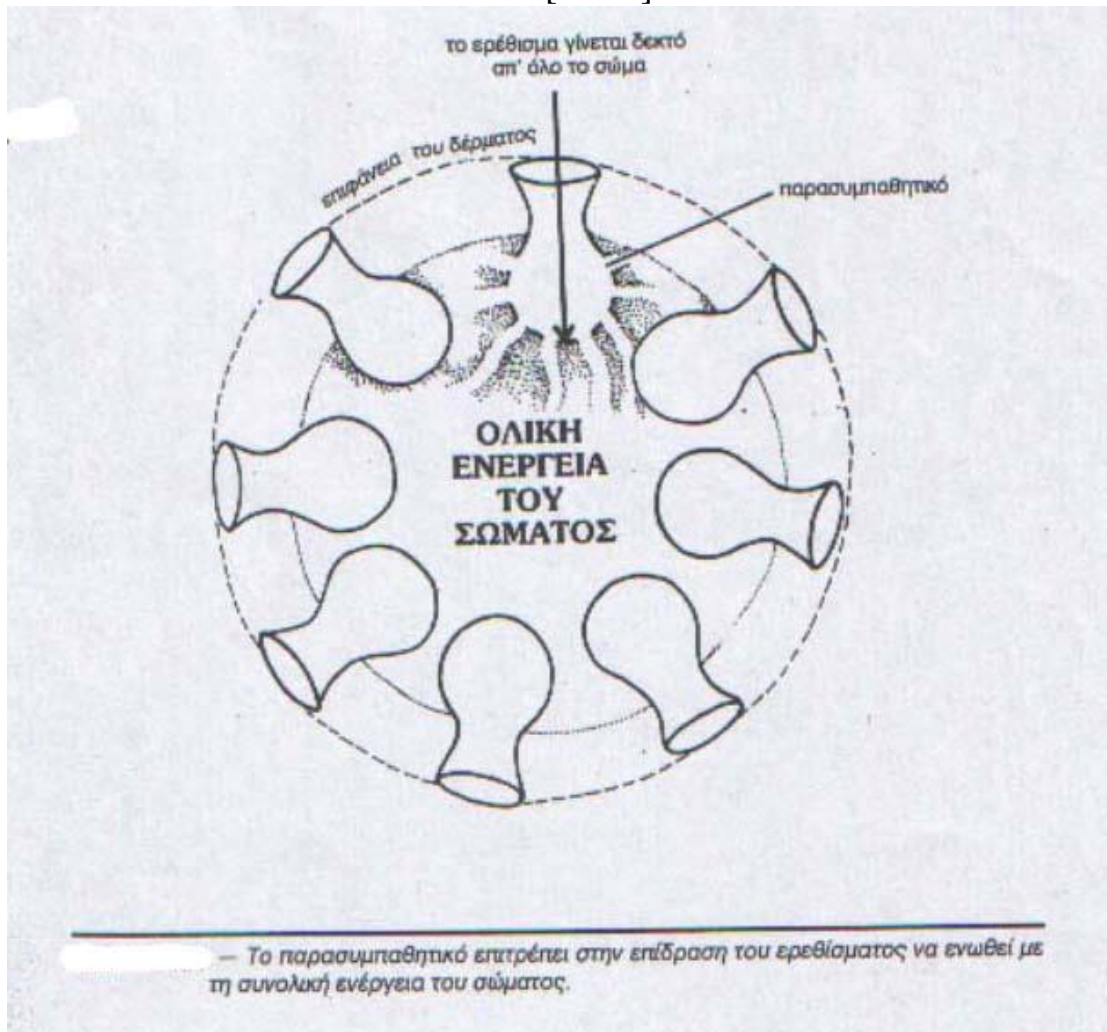 το ερέθισμα γίνεται δεκτό
απ' όλο το σώμα
επιφάνεια του δέρματος
παρασυμπαθητικό
ΟΛΙΚΗ
ΕΝΕΡΓΕΙΑ
ΤΟΥ
ΣΩΜΑΤΟΣ
— Το παρασυμπαθητικό επιτρέπει στην επίδραση του ερεθίσματος να ενωθεί με
τη συνολική ενέργεια του σώματος.